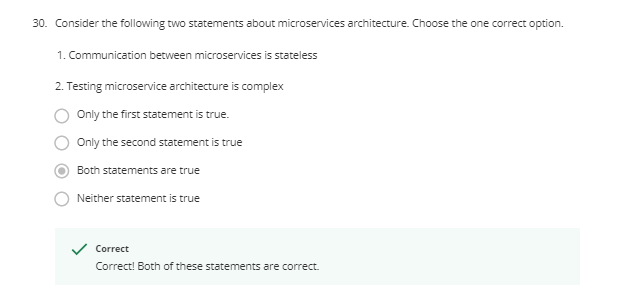 30. Consider the following two statements about microservices architecture. Choose the one correct option.
1. Communication between microservices is stateless
2. Testing microservice architecture is complex
Only the first statement is true.
Only the second statement is true
Both statements are true
Neither statement is true
Correct
Correct! Both of these statements are correct.